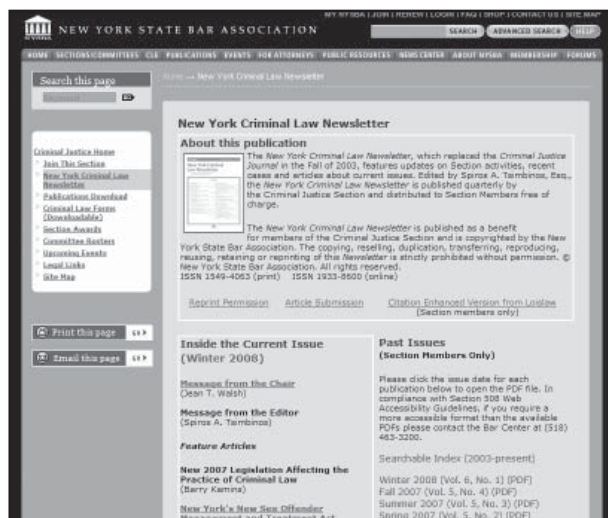 MY NYSBA | JOIN | RENEW | LOGIN | FAQ | SHOP | CONTACT US | SITE MAP
NEW YORK STATE BAR ASSOCIATION
SEARCH ADVANCED SEARCH HELP
HOME SECTIONS/COMMITTEES CLE PUBLICATIONS EVENTS FOR ATTORNEYS PUBLIC RESOURCES NEWS CENTER ABOUT NYSBA MEMBERSHIP FORUMS
Search this page
Home → New York Criminal Law Newsletter
Criminal Justice Home
Join This Section
New York Criminal Law
Newsletter
Publications Download
Criminal Law Forms
(Downloadable)
Section Awards
Committee Rosters
Upcoming Events
Legal Links
Site Map
Print this page
Email this page
New York Criminal Law Newsletter
About this publication
The New York Criminal Law Newsletter, which replaced the Criminal Justice
Journal in the Fall of 2003, features updates on Section activities, recent
cases and articles about current issues. Edited by Spiros A. Tsimbinos, Esq.,
the New York Criminal Law Newsletter is published quarterly by
the Criminal Justice Section and distributed to Section Members free of
charge.
The New York Criminal Law Newsletter is published as a benefit
for members of the Criminal Justice Section and is copyrighted by the New
York State Bar Association. The copying, reselling, duplication, transferring, reproducing,
reusing, retaining or reprinting of this Newsletter is strictly prohibited without permission. ©
New York State Bar Association. All rights reserved.
ISSN 1549-4063 (print) ISSN 1933-8600 (online)
Reprint Permission Article Submission Citation Enhanced Version from Loislaw
(Section members only)
Inside the Current Issue
(Winter 2008)
Message from the Chair
(Jean T. Walsh)
Message from the Editor
(Spiros A. Tsimbinos)
Feature Articles
New 2007 Legislation Affecting the
Practice of Criminal Law
(Barry Kamins)
New York's New Sex Offender
Management and Treatment Act
Past Issues
(Section Members Only)
Please click the issue date for each
publication below to open the PDF file. In
compliance with Section 508 Web
Accessibility Guidelines, if you require a
more accessible format than the available
PDFs please contact the Bar Center at (518)
463-3200.
Searchable Index (2003-present)
Winter 2008 (Vol. 6, No. 1) (PDF)
Fall 2007 (Vol. 5, No. 4) (PDF)
Summer 2007 (Vol. 5, No. 3) (PDF)
Spring 2007 (Vol. 5, No. 2) (PDF)